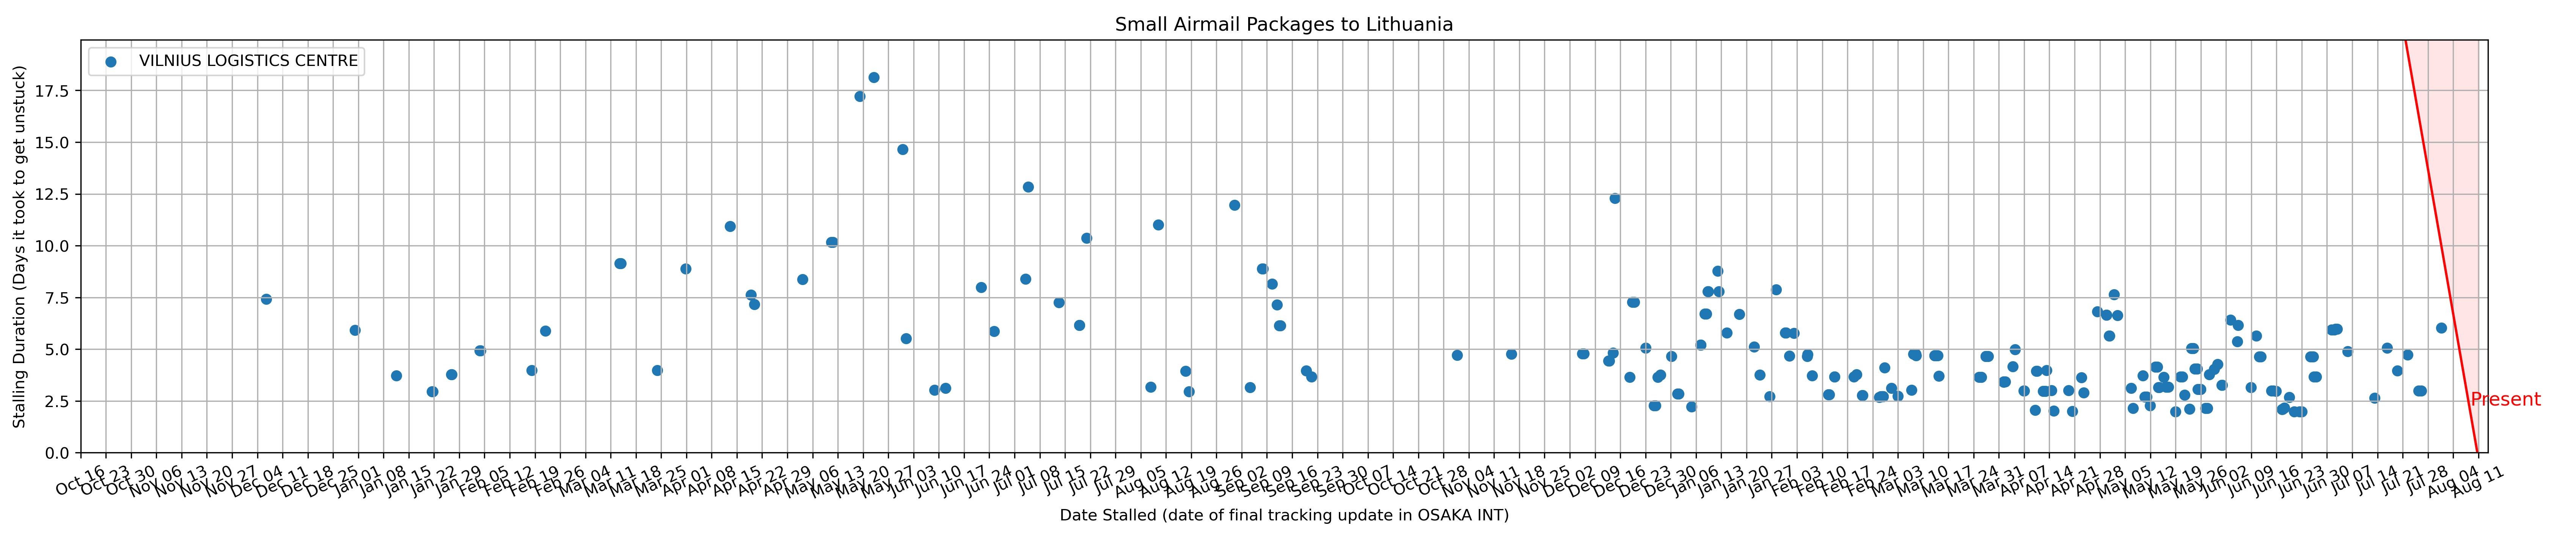 Small Airmail Packages to Lithuania
VILNIUS LOGISTICS CENTRE
Stalling Duration (Days it took to get unstuck)
17.5
15.0
12.5
10.0
7.5
5.0
2.5
0.0
Present
Oct 16
Oct 23
Oct 30
Nov 06
Nov 13
Nov 20
Nov 27
Dec 04
Dec 11
Dec 18
Dec 25
Jan 01
Jan 08
Jan 15
Jan 22
Jan 29
Feb 05
Feb 12
Feb 19
Feb 26
Mar 04
Mar 11
Mar 18
Mar 25
Apr 01
Apr 08
Apr 15
Apr 22
Apr 29
May 06
May 13
May 20
May 27
Jun 03
Jun 10
Jun 17
Jun 24
Jul 01
Jul 08
Jul 15
Jul 22
Jul 29
Aug 05
Aug 12
Aug 19
Aug 26
Sep 02
Sep 09
Sep 16
Sep 23
Sep 30
Oct 07
Oct 14
Oct 21
Oct 28
Nov 04
Nov 11
Nov 18
Nov 25
Dec 02
Dec 09
Dec 16
Dec 23
Dec 30
Jan 06
Jan 13
Jan 20
Jan 27
Feb 03
Feb 10
Feb 17
Feb 24
Mar 03
Mar 10
Mar 17
Mar 24
Mar 31
Apr 07
Apr 14
Apr 21
Apr 28
May 05
May 12
May 19
May 26
Jun 02
Jun 09
Jun 16
Jun 23
Jun 30
Jul 07
Jul 14
Jul 21
Jul 28
Aug 04
Aug 11
Date Stalled (date of final tracking update in OSAKA INT)